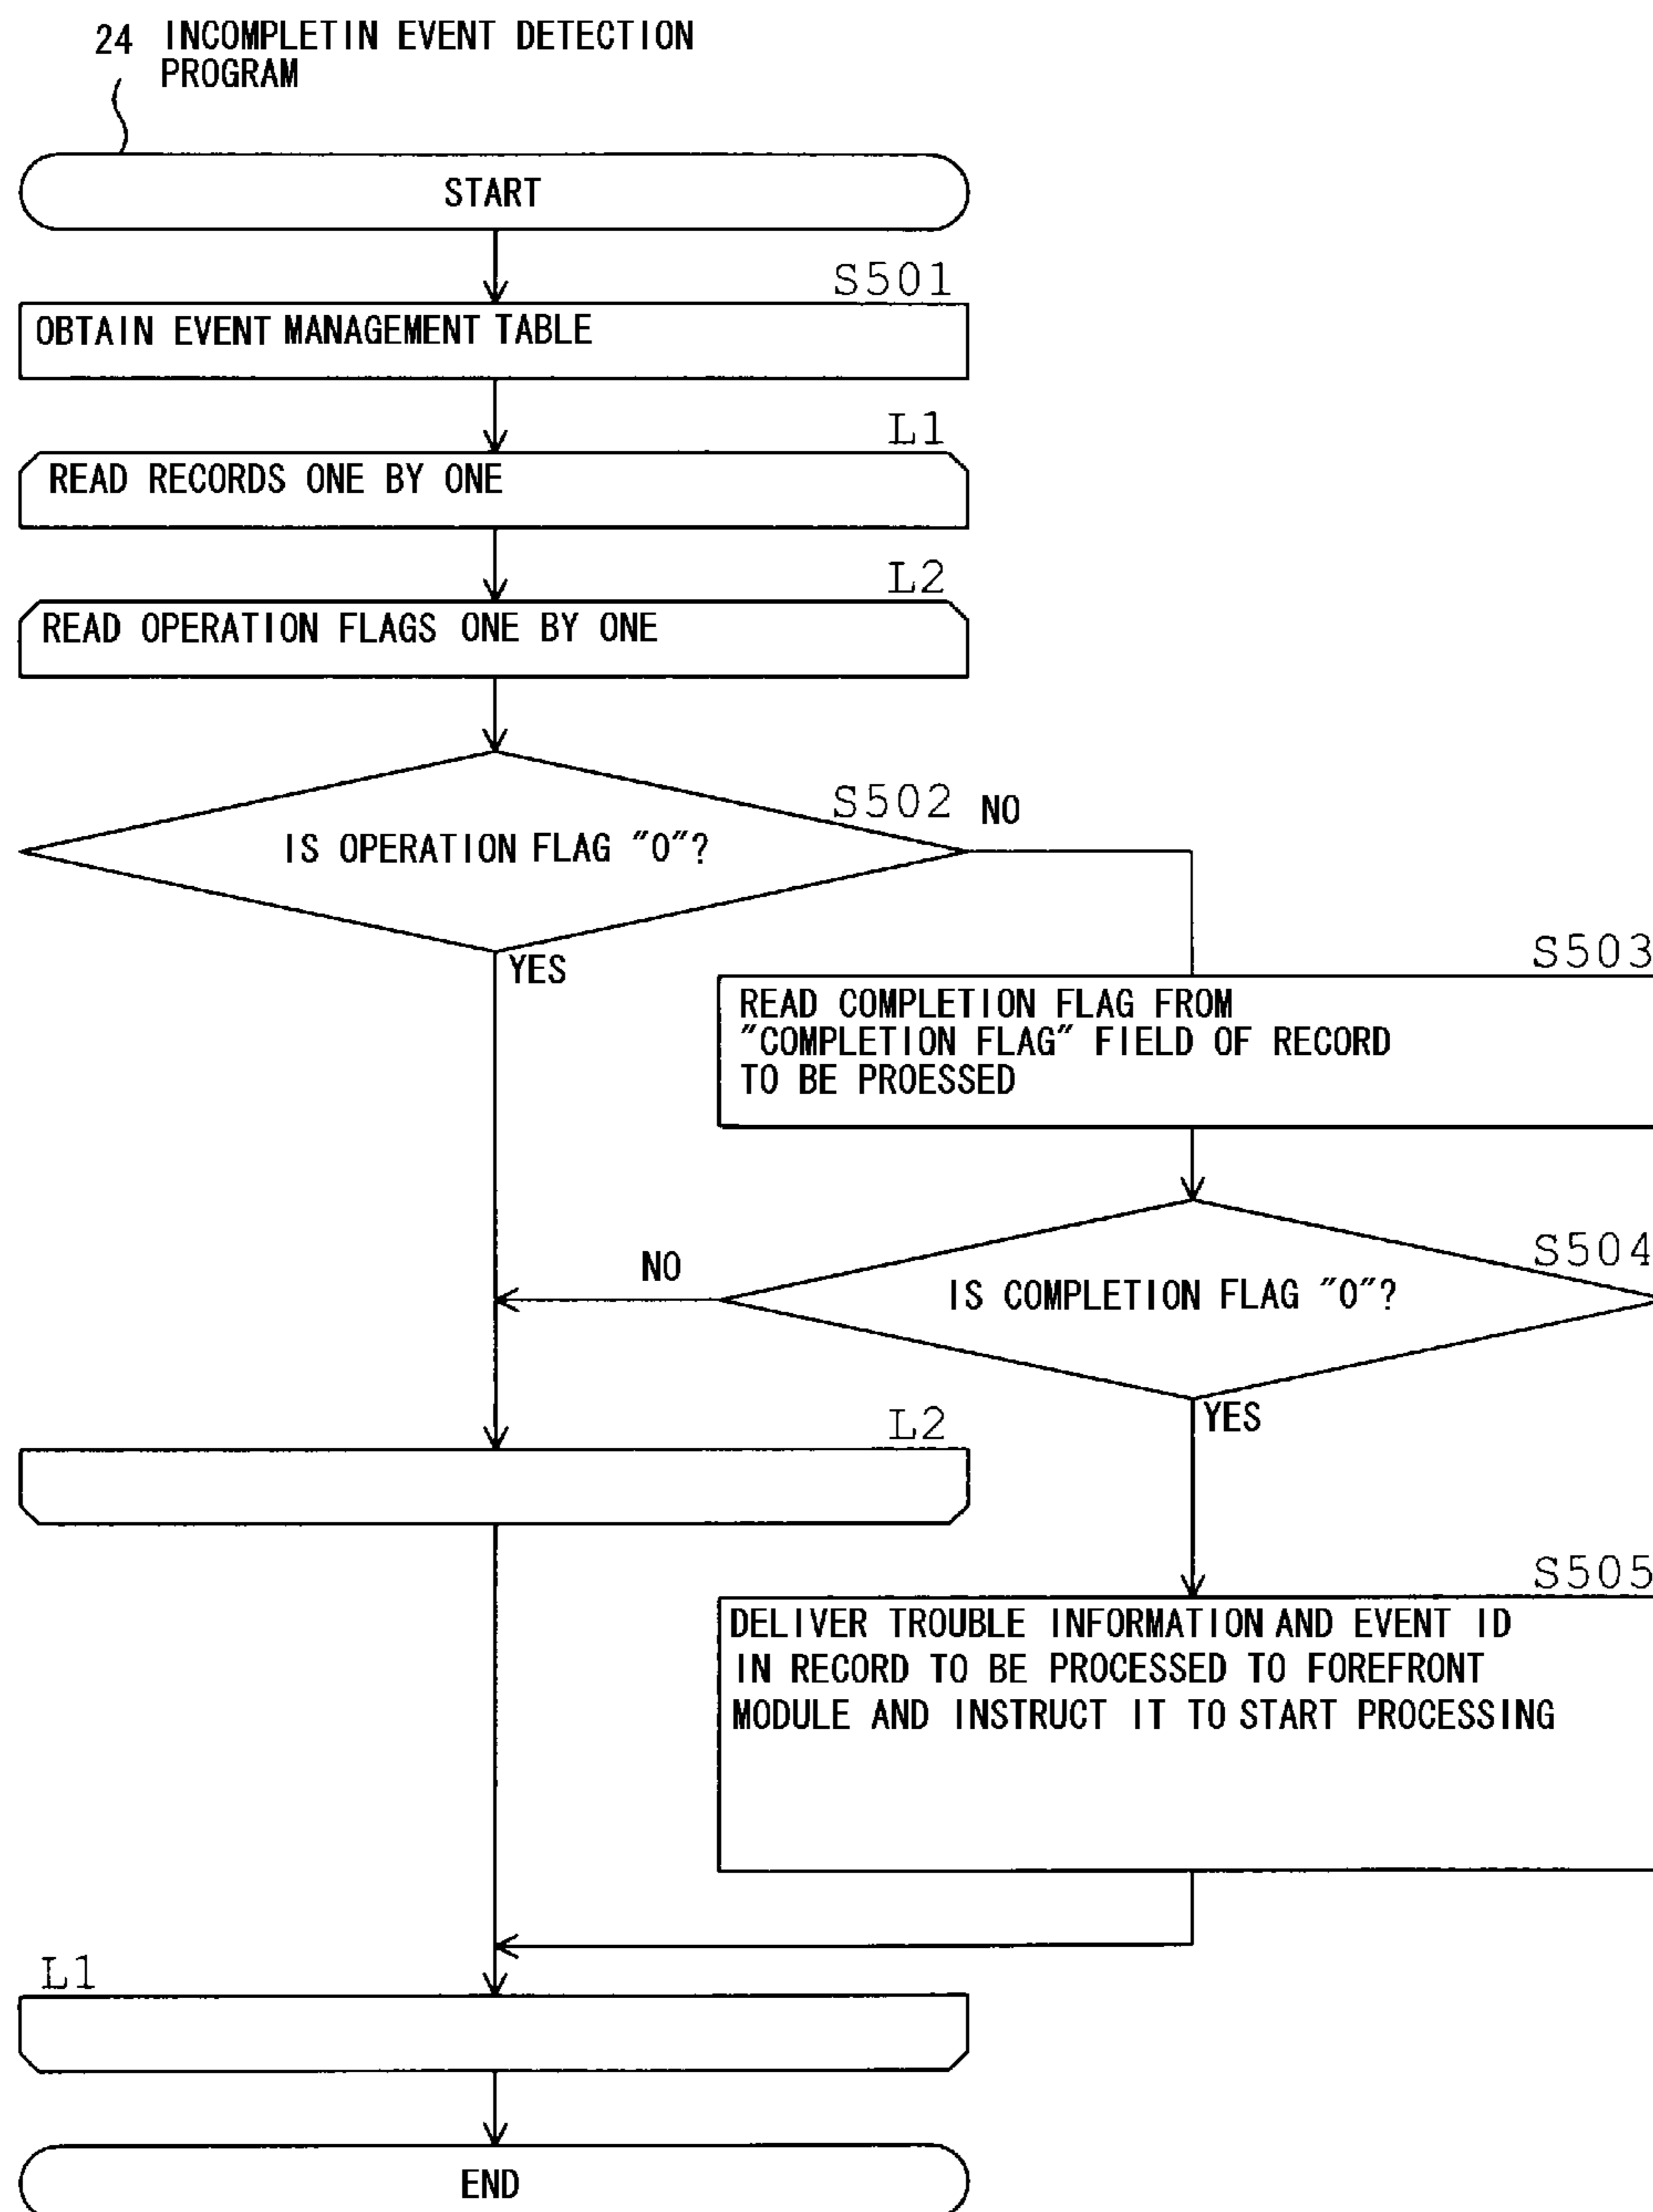 24 INCOMPLETIN EVENT DETECTION
PROGRAM
START
S501
OBTAIN EVENT MANAGEMENT TABLE
L1
READ RECORDS ONE BY ONE
L2
READ OPERATION FLAGS ONE BY ONE
S502 NO
IS OPERATION FLAG "0"?
YES
S503
READ COMPLETION FLAG FROM
"COMPLETION FLAG" FIELD OF RECORD
TO BE PROESSED
S504
NO
IS COMPLETION FLAG "0"?
YES
L2
S505
DELIVER TROUBLE INFORMATION AND EVENT ID
IN RECORD TO BE PROCESSED TO FOREFRONT
MODULE AND INSTRUCT IT TO START PROCESSING
L1
END